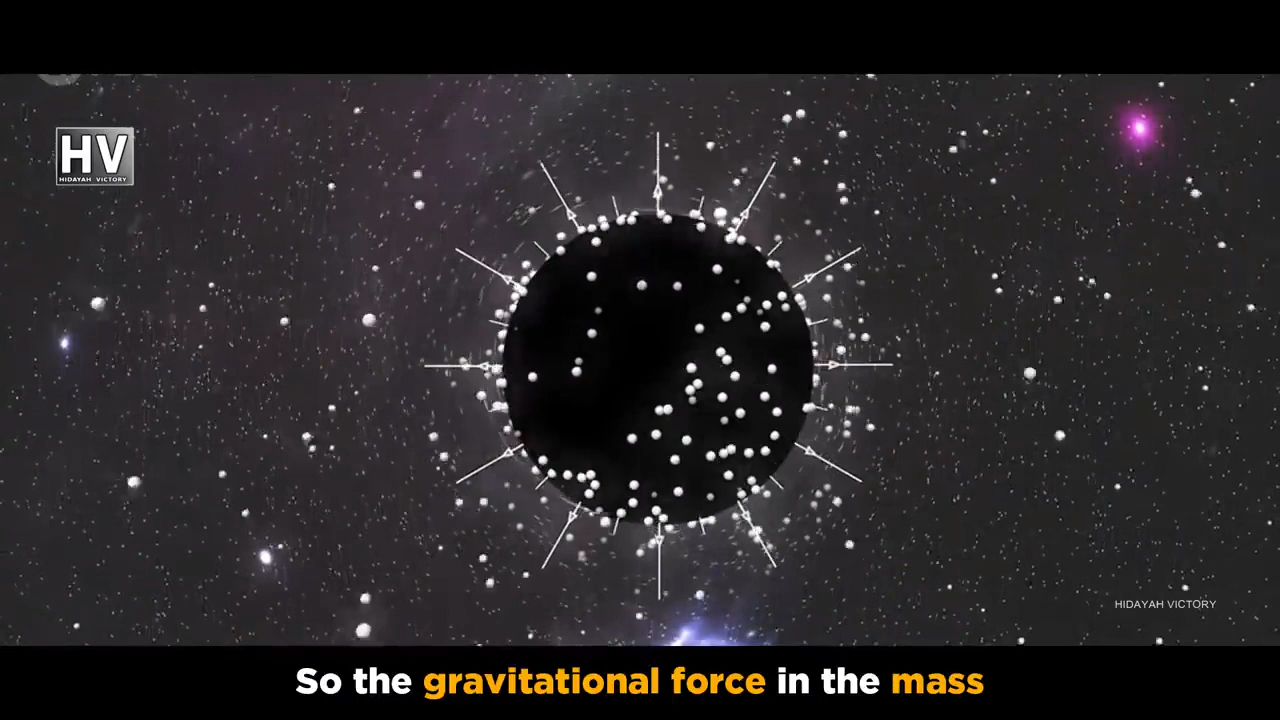 HV
HIDAYAH VICTORY
HIDAYAH VICTORY
So the gravitational force in the mass